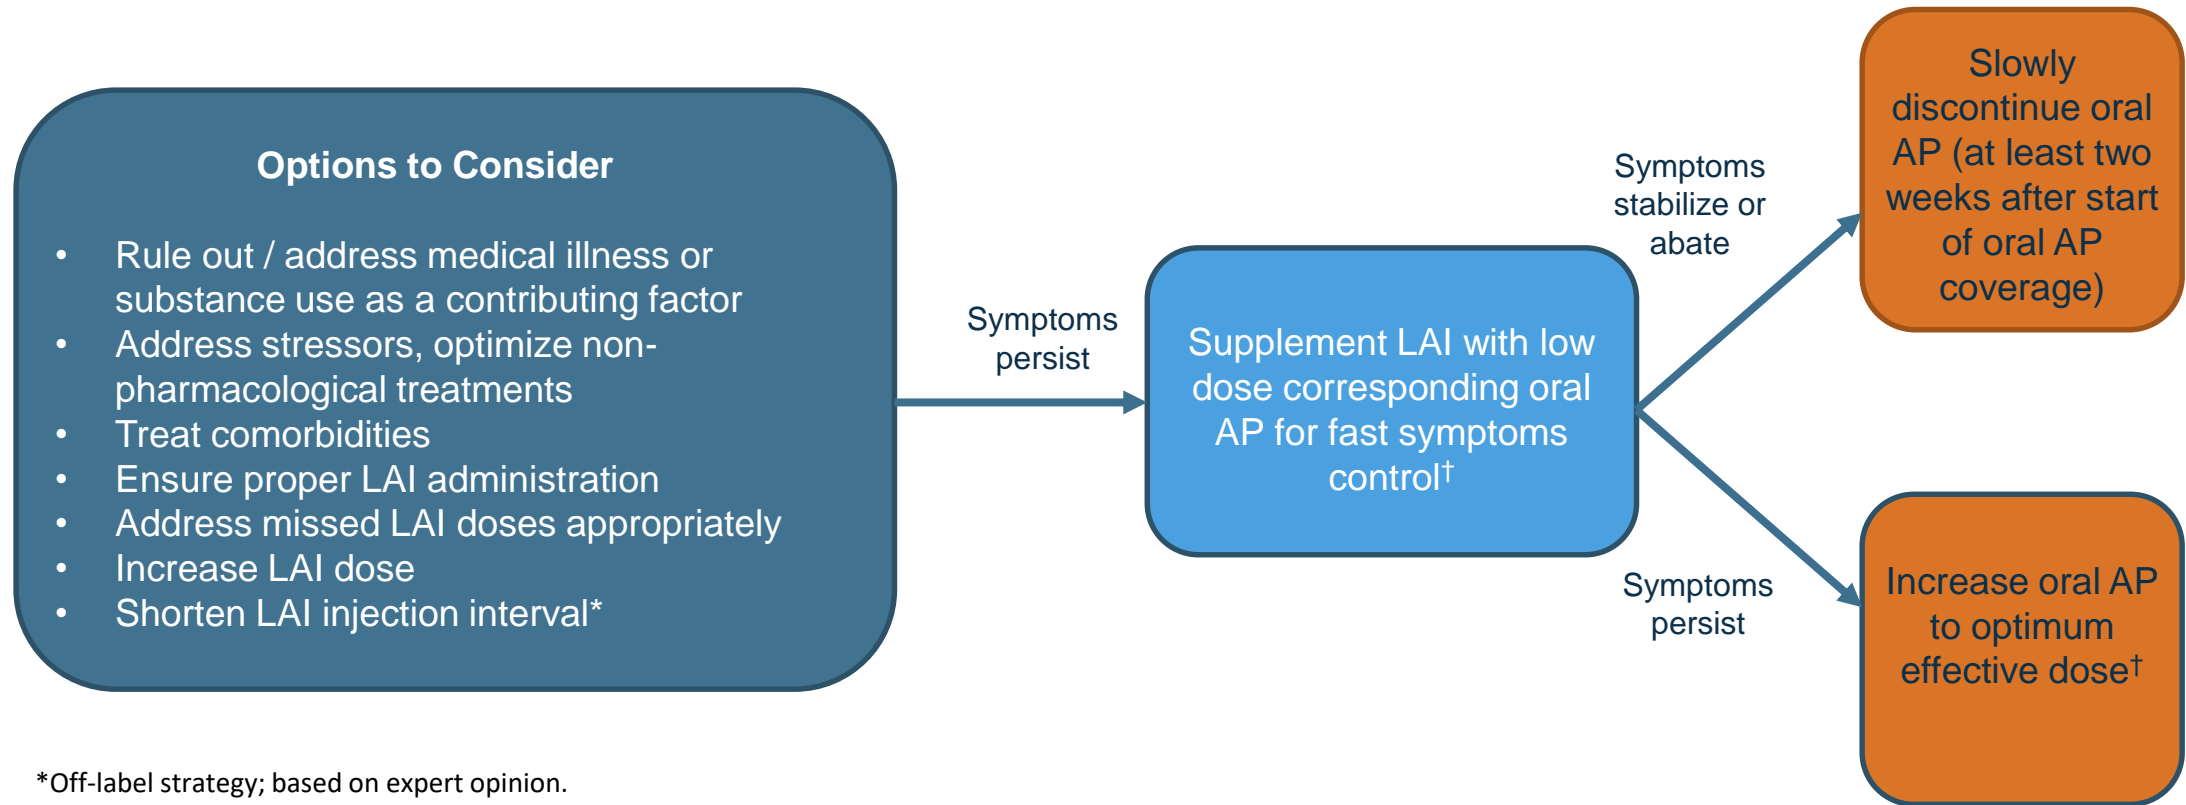 Options to Consider
• Rule out / address medical illness or
substance use as a contributing factor
• Address stressors, optimize non-
pharmacological treatments
• Treat comorbidities
• Ensure proper LAI administration
• Address missed LAI doses appropriately
• Increase LAI dose
• Shorten LAI injection interval*
Symptoms
persist
Supplement LAI with low
dose corresponding oral
AP for fast symptoms
control†
Symptoms
stabilize or
abate
Slowly
discontinue oral
AP (at least two
weeks after start
of oral AP
coverage)
Symptoms
persist
Increase oral AP
to optimum
effective dose†
*Off-label strategy; based on expert opinion.